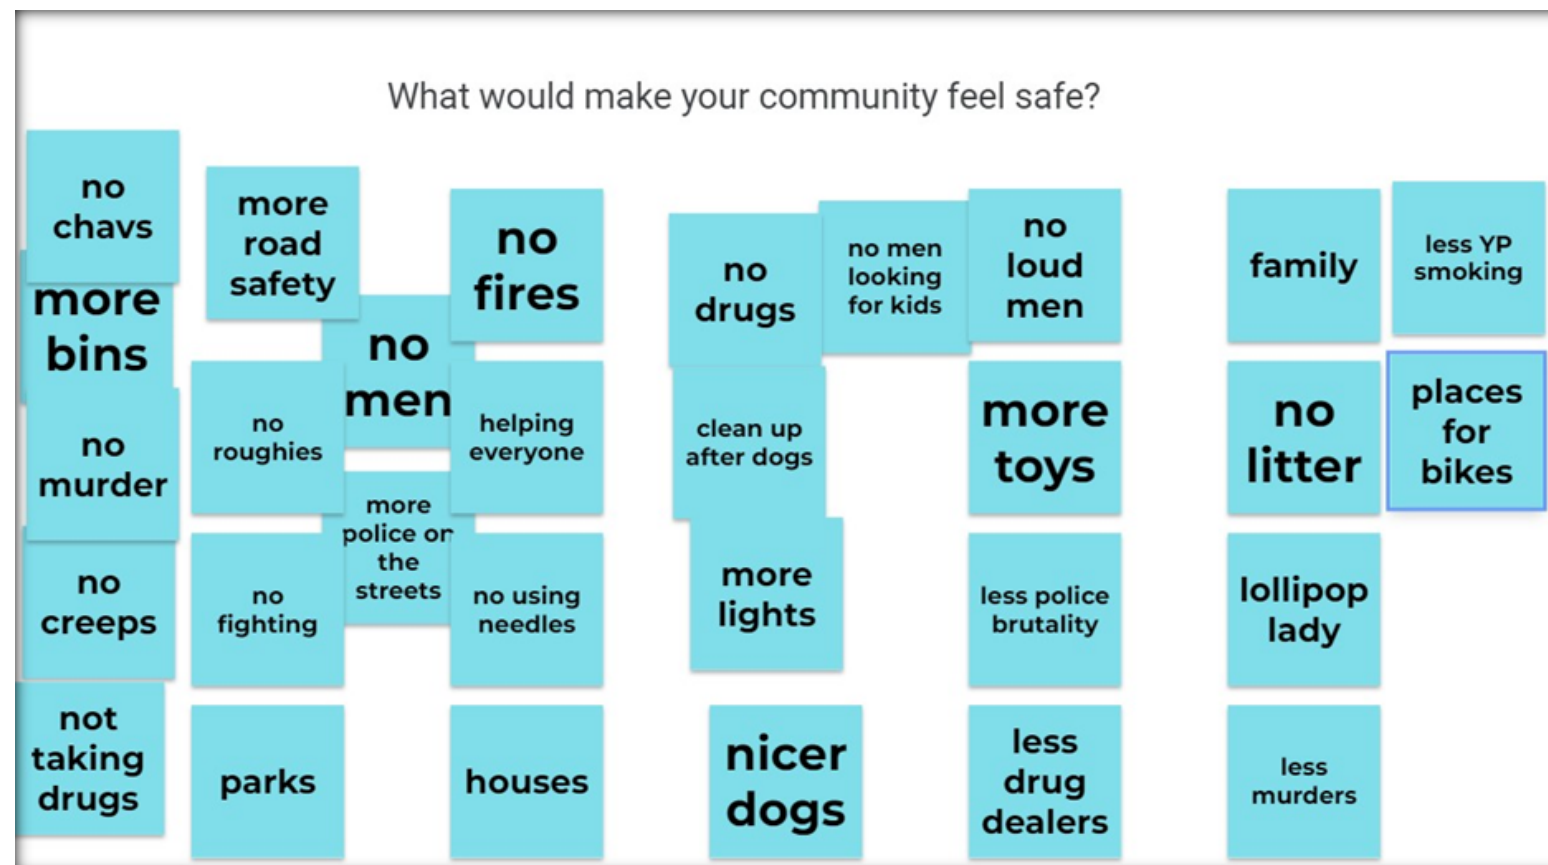 What would make your community feel safe?
no
chavs
more
bins
no
murder
no
creeps
not
taking
drugs
more
road
safety
no
men
no
roughies
more
police on
the
streets
no
fighting
parks
no
fires
helping
everyone
no using
needles
houses
no
drugs
clean up
after dogs
more
lights
nicer
dogs
no men
looking
for kids
no
loud
men
more
toys
less police
brutality
less
drug
dealers
family
no
litter
lollipop
lady
less
murders
less YP
smoking
places
for
bikes